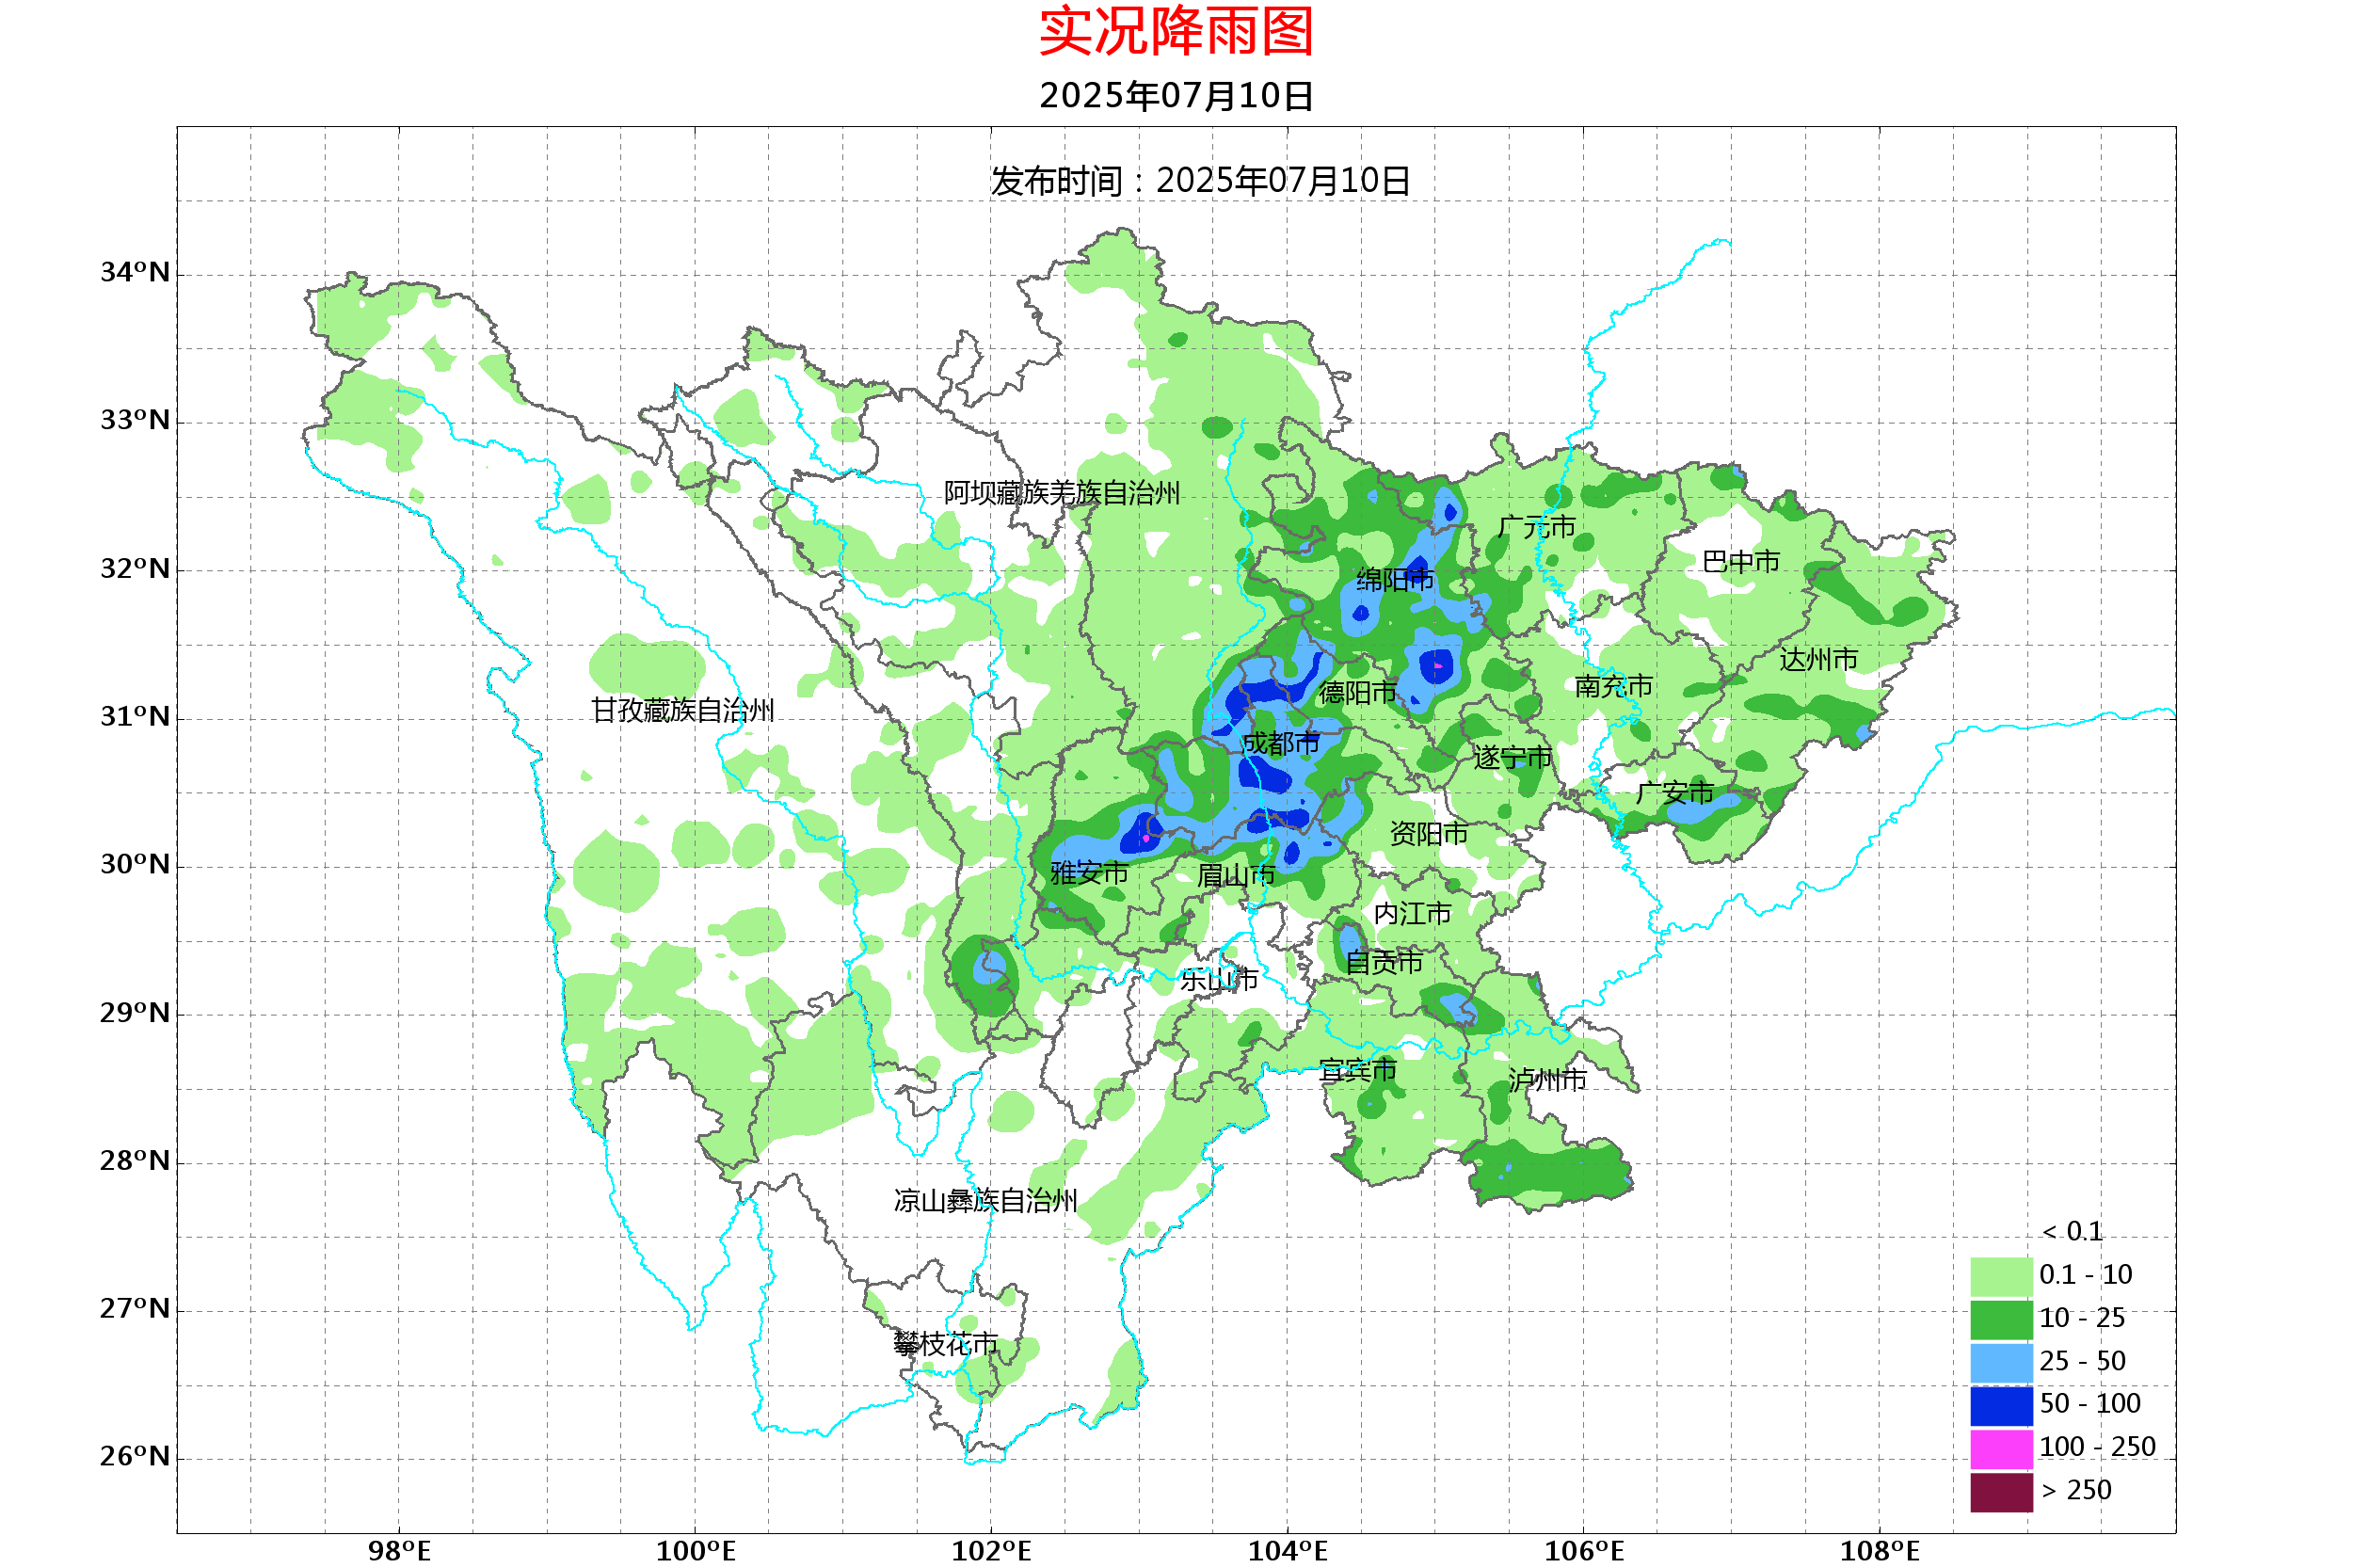 实况降雨图
2025年07月10日
发布时间：2025年07月10日
34°N
33°N
阿坝藏族羌族自治州
广元市
32°N
绵阳市
巴中市
达州市
南充市
德阳市
甘孜藏族自治州
31°N
成都市
遂宁市
广安市
资阳市
30°N
雅安市
眉山市
内江市
自贡市
乐山市
29°N
宜宾市
泸州市
28°N
凉山彝族自治州
27°N
攀枝花市
26°N
< 0.1
0.1 - 10
10 - 25
25 - 50
50 - 100
100 - 250
> 250
98°E 100°E 102°E 104°E 106°E 108°E